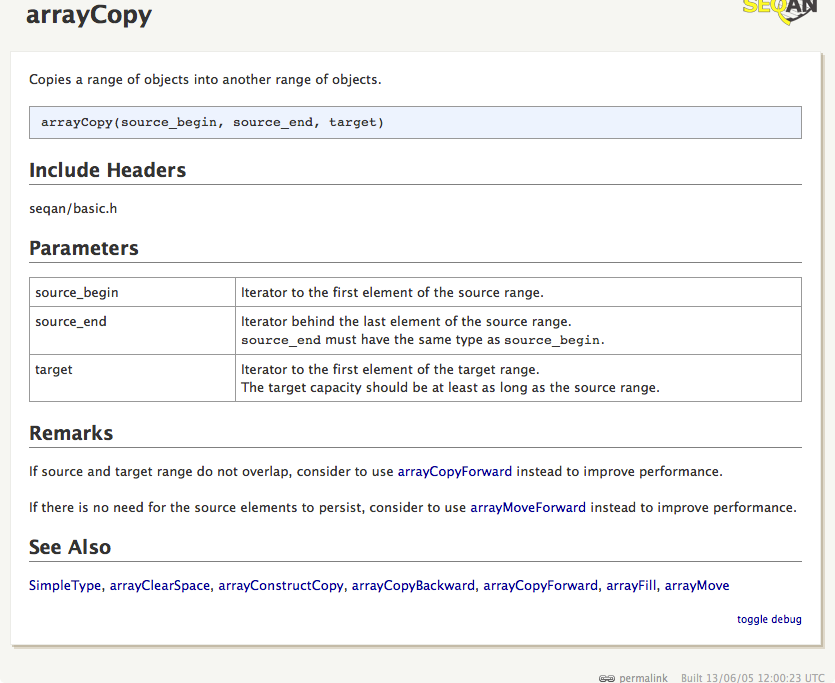 arrayCopy
SEQAN
Copies a range of objects into another range of objects.
arrayCopy(source_begin, source_end, target)
Include Headers
seqan/basic.h
Parameters
source_begin
Iterator to the first element of the source range.
source_end
Iterator behind the last element of the source range.
source_end must have the same type as source_begin.
target
Iterator to the first element of the target range.
The target capacity should be at least as long as the source range.
Remarks
If source and target range do not overlap, consider to use arrayCopyForward instead to improve performance.
If there is no need for the source elements to persist, consider to use arrayMoveForward instead to improve performance.
See Also
SimpleType, arrayClearSpace, arrayConstructCopy, arrayCopyBackward, arrayCopyForward, arrayFill, arrayMove
toggle debug
permalink Built 13/06/05 12:00:23 UTC